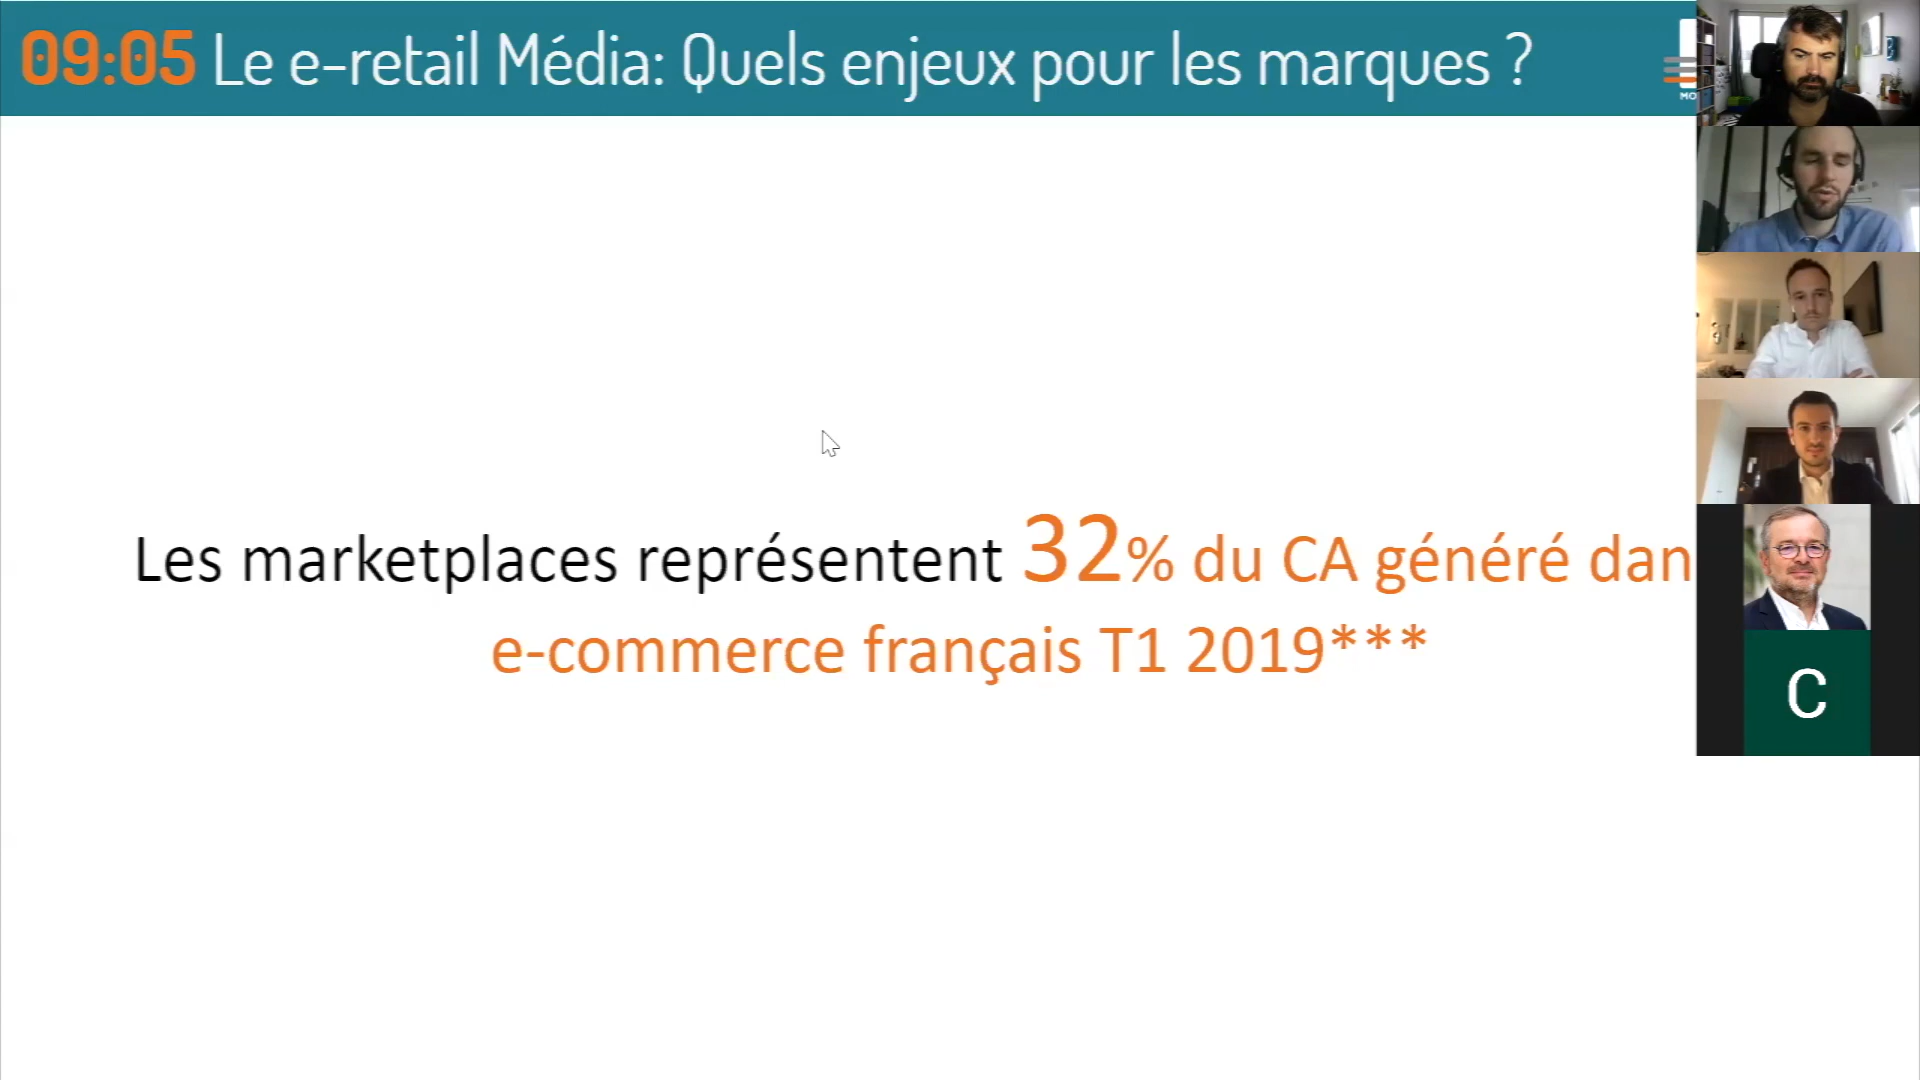 09:05 Le e-retail Média: Quels enjeux pour les marques ?
MO
Les marketplaces représentent 32% du CA généré dan
e-commerce français T1 2019***
C